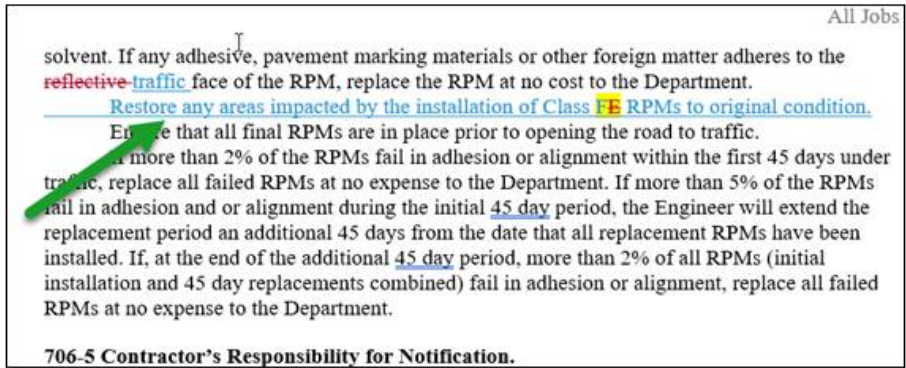 All Jobs
solvent. If any adhesive, pavement marking materials or other foreign matter adheres to the
reflective traffic face of the RPM, replace the RPM at no cost to the Department.
Restore any areas impacted by the installation of Class FE RPMs to original condition.
En e that all final RPMs are in place prior to opening the road to traffic.
more than 2% of the RPMs fail in adhesion or alignment within the first 45 days under
traffic, replace all failed RPMs at no expense to the Department. If more than 5% of the RPMs
fail in adhesion and or alignment during the initial 45 day period, the Engineer will extend the
replacement period an additional 45 days from the date that all replacement RPMs have been
installed. If, at the end of the additional 45 day period, more than 2% of all RPMs (initial
installation and 45 day replacements combined) fail in adhesion or alignment, replace all failed
RPMs at no expense to the Department.
706-5 Contractor's Responsibility for Notification.